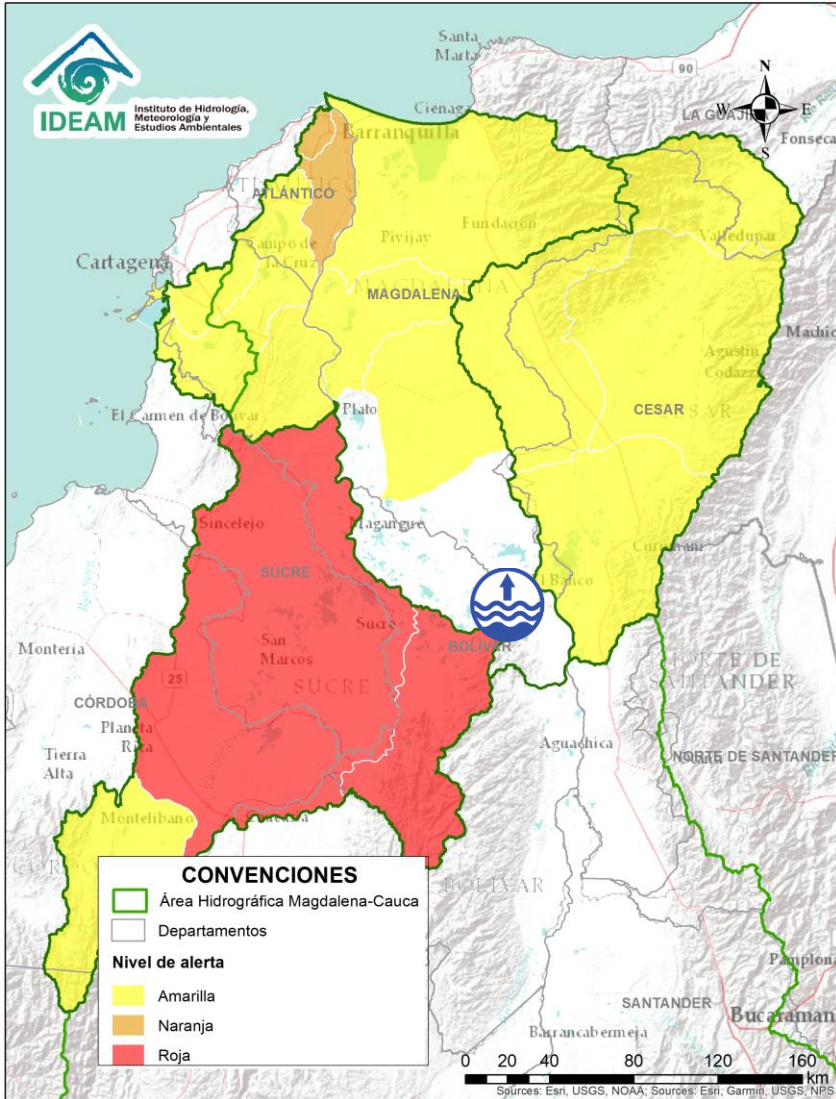 IDEAM
Instituto de Hidrología,
Meteorología y
Estudios Ambientales
Santa
Marta
90
N
W E
S
LA GUAJIRA
Fonseca
Ciénaga
Barranquilla
ATLÁNTICO
Fundación
Valledupar
Campo de
la Cruz
Pivijay
Cartagena
MAGDALENA
Machic
Agustín
Codazzi
CESAR
El Carmen de Bolívar
Plato
Sincelejo
Magangué
SUCRE
Curumaní
El Banco
Sucre
BOLÍVAR
Montería
San
Marcos
SUCRE
NORTE DE
SANTANDER
25
CÓRDOBA
Planeta
Rica
Aguachica
Tierra
Alta
NORTE DE SANTANDER
Montelíbano
Caucasia
BOLÍVAR
CONVENCIONES
Área Hidrográfica Magdalena-Cauca
Departamentos
Nivel de alerta
Amarilla
Naranja
Roja
Pamplona
SANTANDER
Bucaraman
Barrancabermeja
0 20 40 80 120 160
km
Sources: Esri, USGS, NOAA; Sources: Esri, Garmin, USGS, NPS